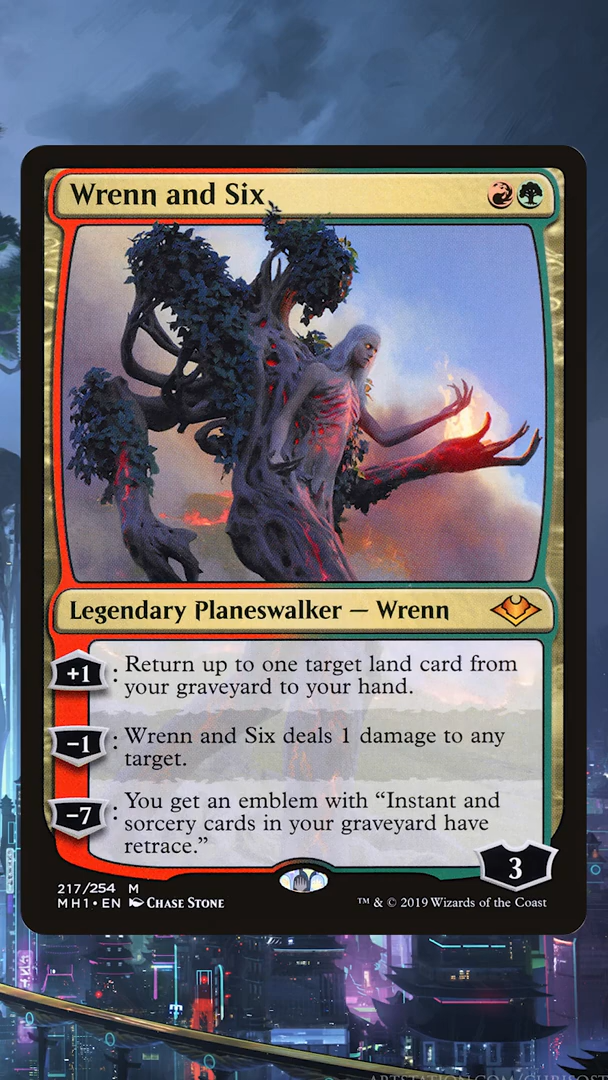 Wrenn and Six
Legendary Planeswalker — Wrenn
+1: Return up to one target land card from
your graveyard to your hand.
−1: Wrenn and Six deals 1 damage to any
target.
−7: You get an emblem with “Instant and
sorcery cards in your graveyard have
retrace.”
3
217/254 M
MH1 • EN Chase Stone
™ & © 2019 Wizards of the Coast